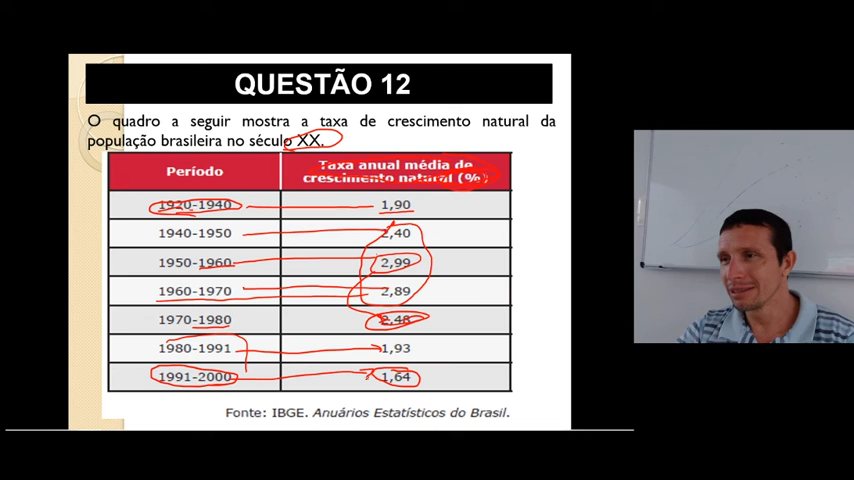 QUESTÃO 12
O quadro a seguir mostra a taxa de crescimento natural da
população brasileira no século XX.
Período
Taxa anual média de
crescimento natural (%)
1920-1940 1,90
1940-1950 2,40
1950-1960 2,99
1960-1970 2,89
1970-1980 2,48
1980-1991 1,93
1991-2000 1,64
Fonte: IBGE. Anuários Estatísticos do Brasil.